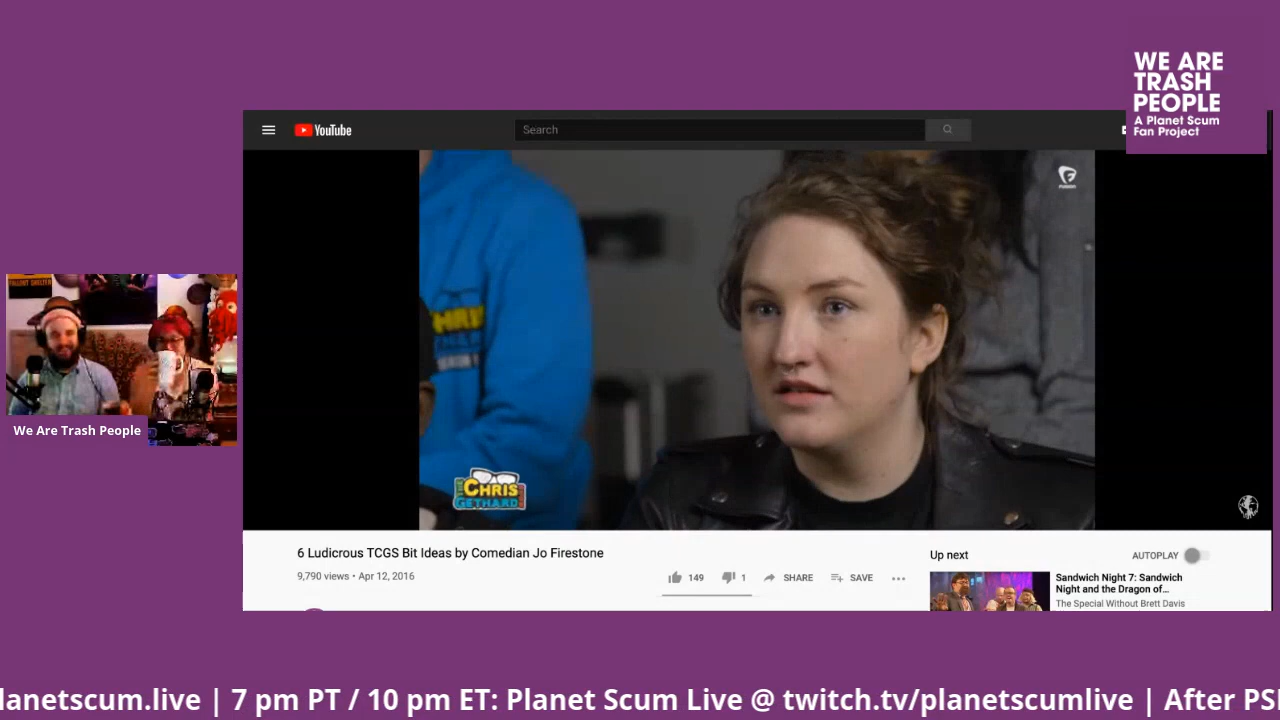 WE ARE
TRASH
PEOPLE
A Planet Scum
Fan Project
YouTube
Search
FUSION
THE
CHRIS
GETHARD
We Are Trash People
6 Ludicrous TCGS Bit Ideas by Comedian Jo Firestone
9,790 views • Apr 12, 2016
149
1
SHARE
SAVE
Up next
AUTOPLAY
Sandwich Night 7: Sandwich
Night and the Dragon of...
The Special Without Brett Davis
lanetscum.live | 7 pm PT / 10 pm ET: Planet Scum Live @ twitch.tv/planetscumlive | After PS